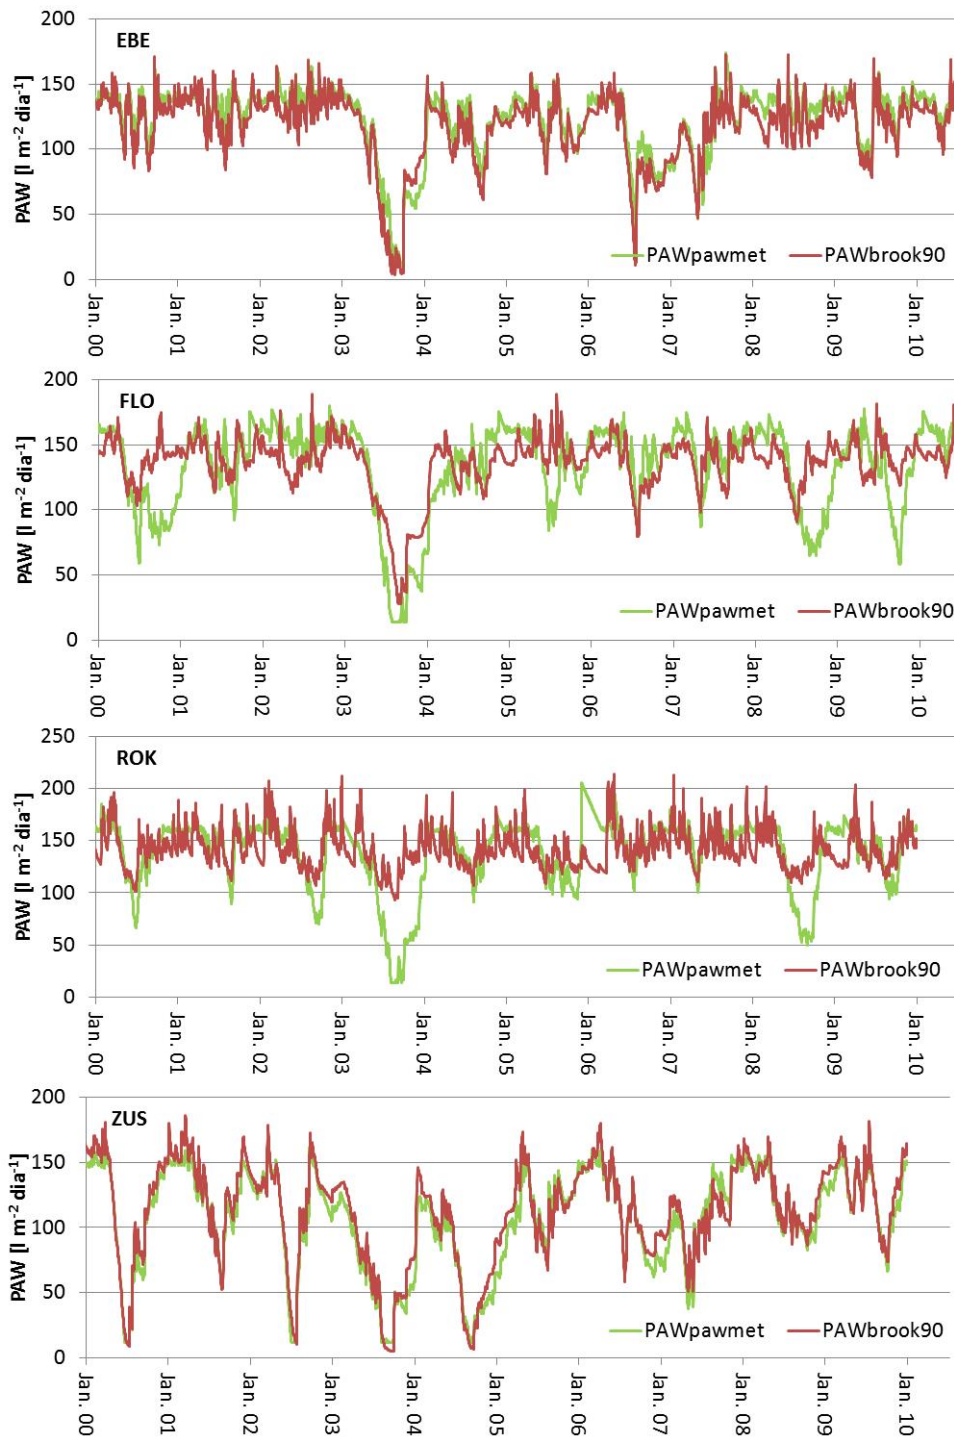 EBE
PAW [l m⁻² dia⁻¹]
200
150
100
50
0
PAWpawmet PAWbrook90
Jan. 00 Jan. 01 Jan. 02 Jan. 03 Jan. 04 Jan. 05 Jan. 06 Jan. 07 Jan. 08 Jan. 09 Jan. 10
FLO
PAW [l m⁻² dia⁻¹]
200
150
100
50
0
PAWpawmet PAWbrook90
Jan. 00 Jan. 01 Jan. 02 Jan. 03 Jan. 04 Jan. 05 Jan. 06 Jan. 07 Jan. 08 Jan. 09 Jan. 10
ROK
PAW [l m⁻² dia⁻¹]
250
200
150
100
50
0
PAWpawmet PAWbrook90
Jan. 00 Jan. 01 Jan. 02 Jan. 03 Jan. 04 Jan. 05 Jan. 06 Jan. 07 Jan. 08 Jan. 09 Jan. 10
ZUS
PAW [l m⁻² dia⁻¹]
200
150
100
50
0
PAWpawmet PAWbrook90
Jan. 00 Jan. 01 Jan. 02 Jan. 03 Jan. 04 Jan. 05 Jan. 06 Jan. 07 Jan. 08 Jan. 09 Jan. 10